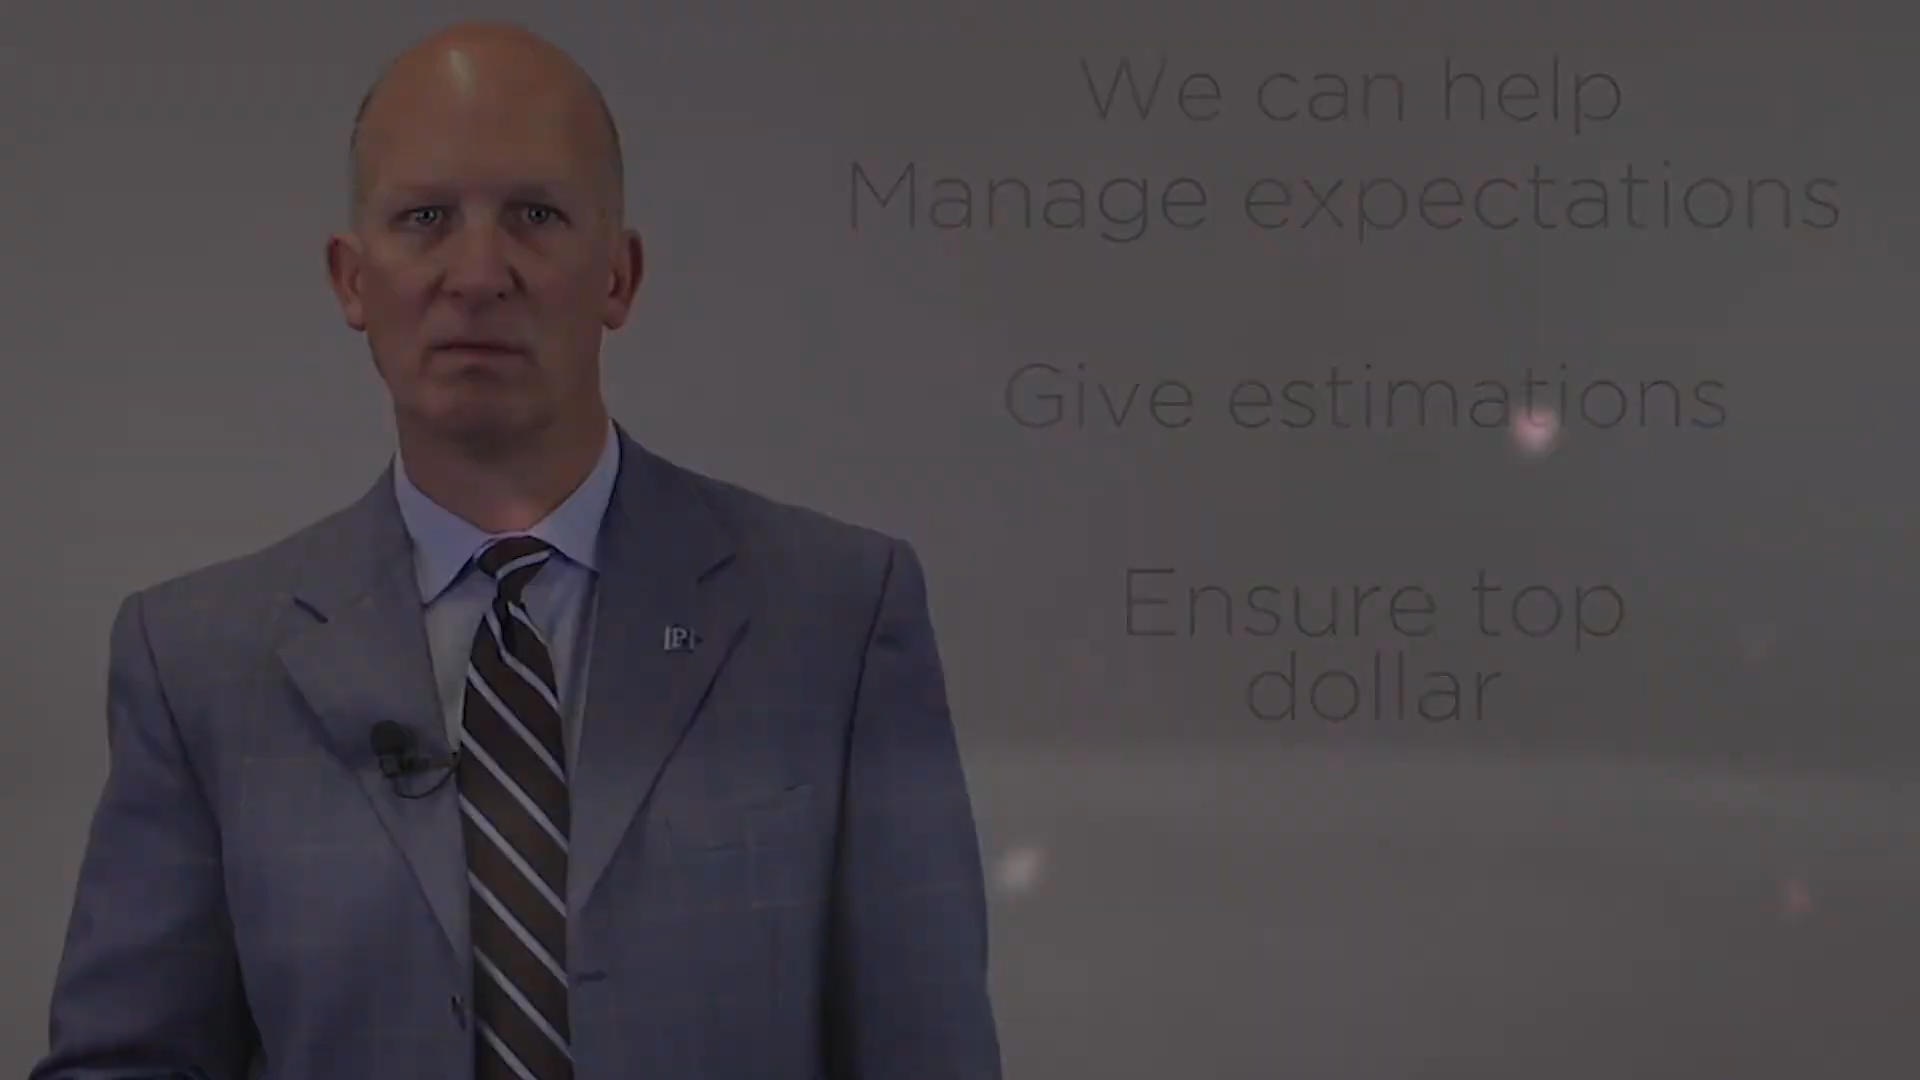 We can help
Manage expectations
Give estimations
Ensure top
dollar
P